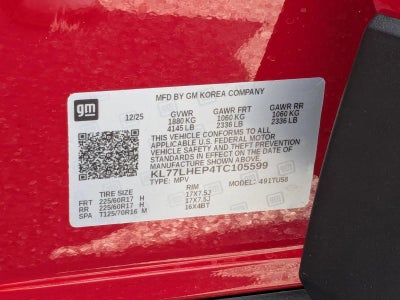 gm
MFD BY GM KOREA COMPANY
12/25 GVWR GAWR FRT GAWR RR
1880 KG 1060 KG 1060 KG
4145 LB 2336 LB 2336 LB
THIS VEHICLE CONFORMS TO ALL
APPLICABLE U.S. FEDERAL MOTOR
VEHICLE SAFETY AND THEFT PREVENTION
STANDARDS IN EFFECT ON THE DATE OF
MANUFACTURE SHOWN ABOVE.
KL77LHEP4TC105599
TYPE: MPV MODEL: 491TUS8
TIRE SIZE RIM
FRT 225/60R17 H 17X7.5J
RR 225/60R17 H 17X7.5J
SPA T125/70R16 M 16X4BT